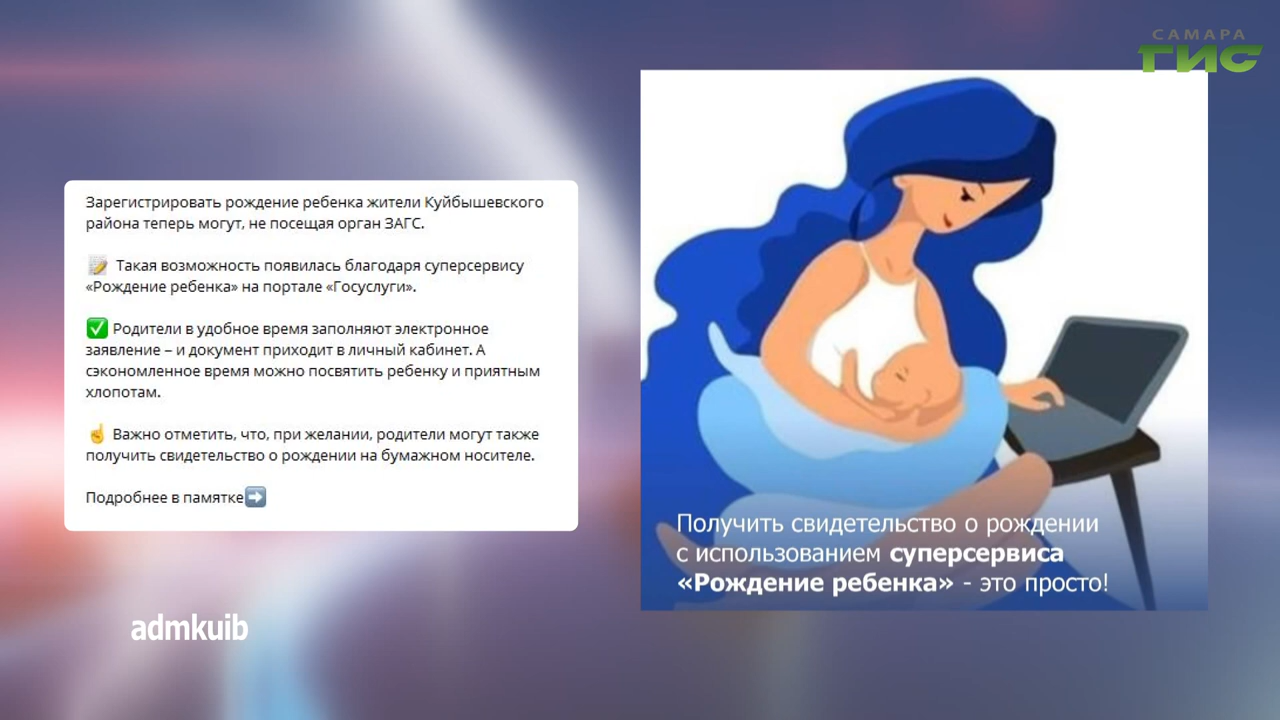 САМАРА
ГИС
Зарегистрировать рождение ребенка жители Куйбышевского
района теперь могут, не посещая орган ЗАГС.
📝 Такая возможность появилась благодаря суперсервису
«Рождение ребенка» на портале «Госуслуги».
✅ Родители в удобное время заполняют электронное
заявление – и документ приходит в личный кабинет. А
сэкономленное время можно посвятить ребенку и приятным
хлопотам.
☝ Важно отметить, что, при желании, родители могут также
получить свидетельство о рождении на бумажном носителе.
Подробнее в памятке➡
Получить свидетельство о рождении
с использованием суперсервиса
«Рождение ребенка» - это просто!
admkuib